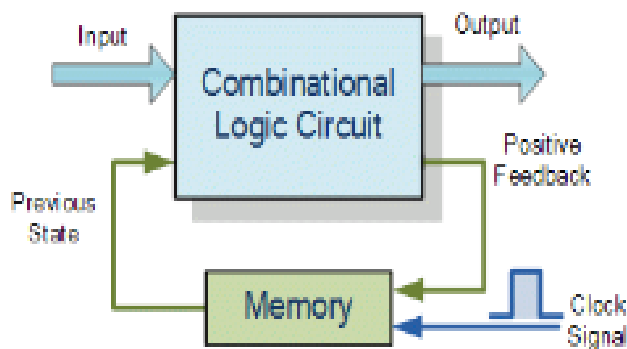 Input
Output
Combinational
Logic Circuit
Positive
Feedback
Previous
State
Memory
Clock
Signal